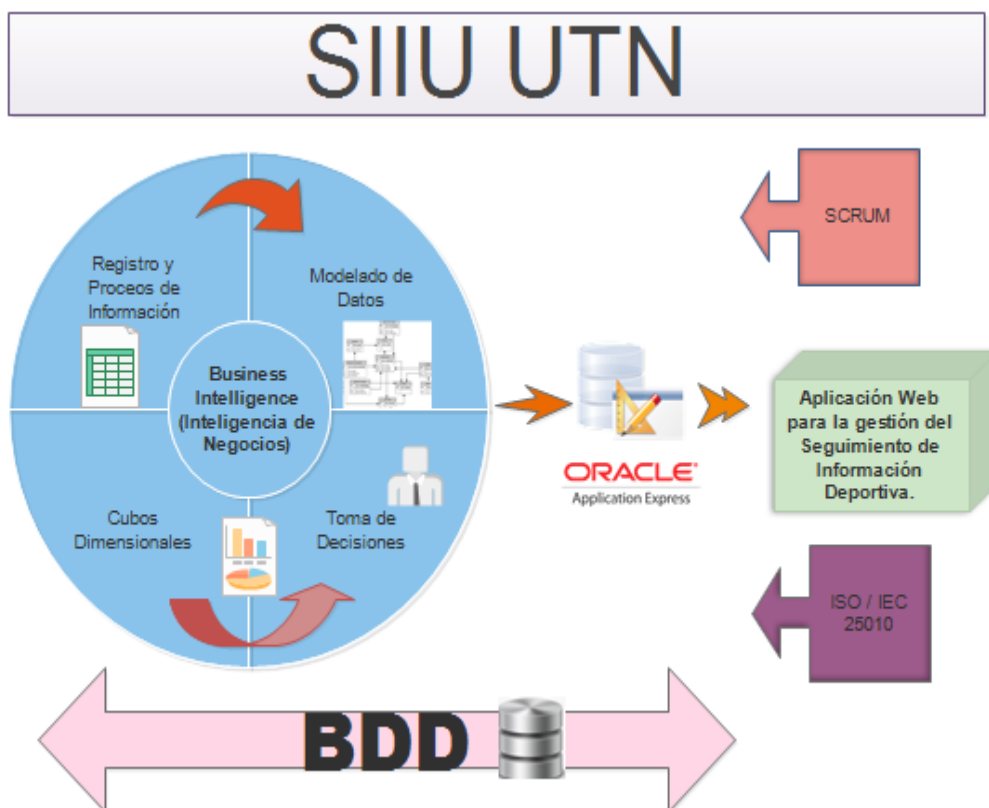 SIIU UTN
Registro y
Proceos de
Información
Modelado de
Datos
Business
Intelligence
(Inteligencia de
Negocios)
Cubos
Dimensionales
Toma de
Decisiones
ORACLE
Application Express
SCRUM
Aplicación Web
para la gestión del
Seguimiento de
Información
Deportiva.
ISO / IEC
25010
BDD